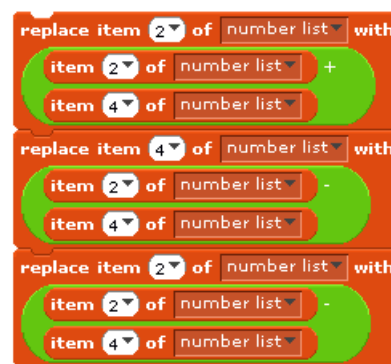 replace item 2 of number list with
item 2 of number list +
item 4 of number list
replace item 4 of number list with
item 2 of number list -
item 4 of number list
replace item 2 of number list with
item 2 of number list -
item 4 of number list